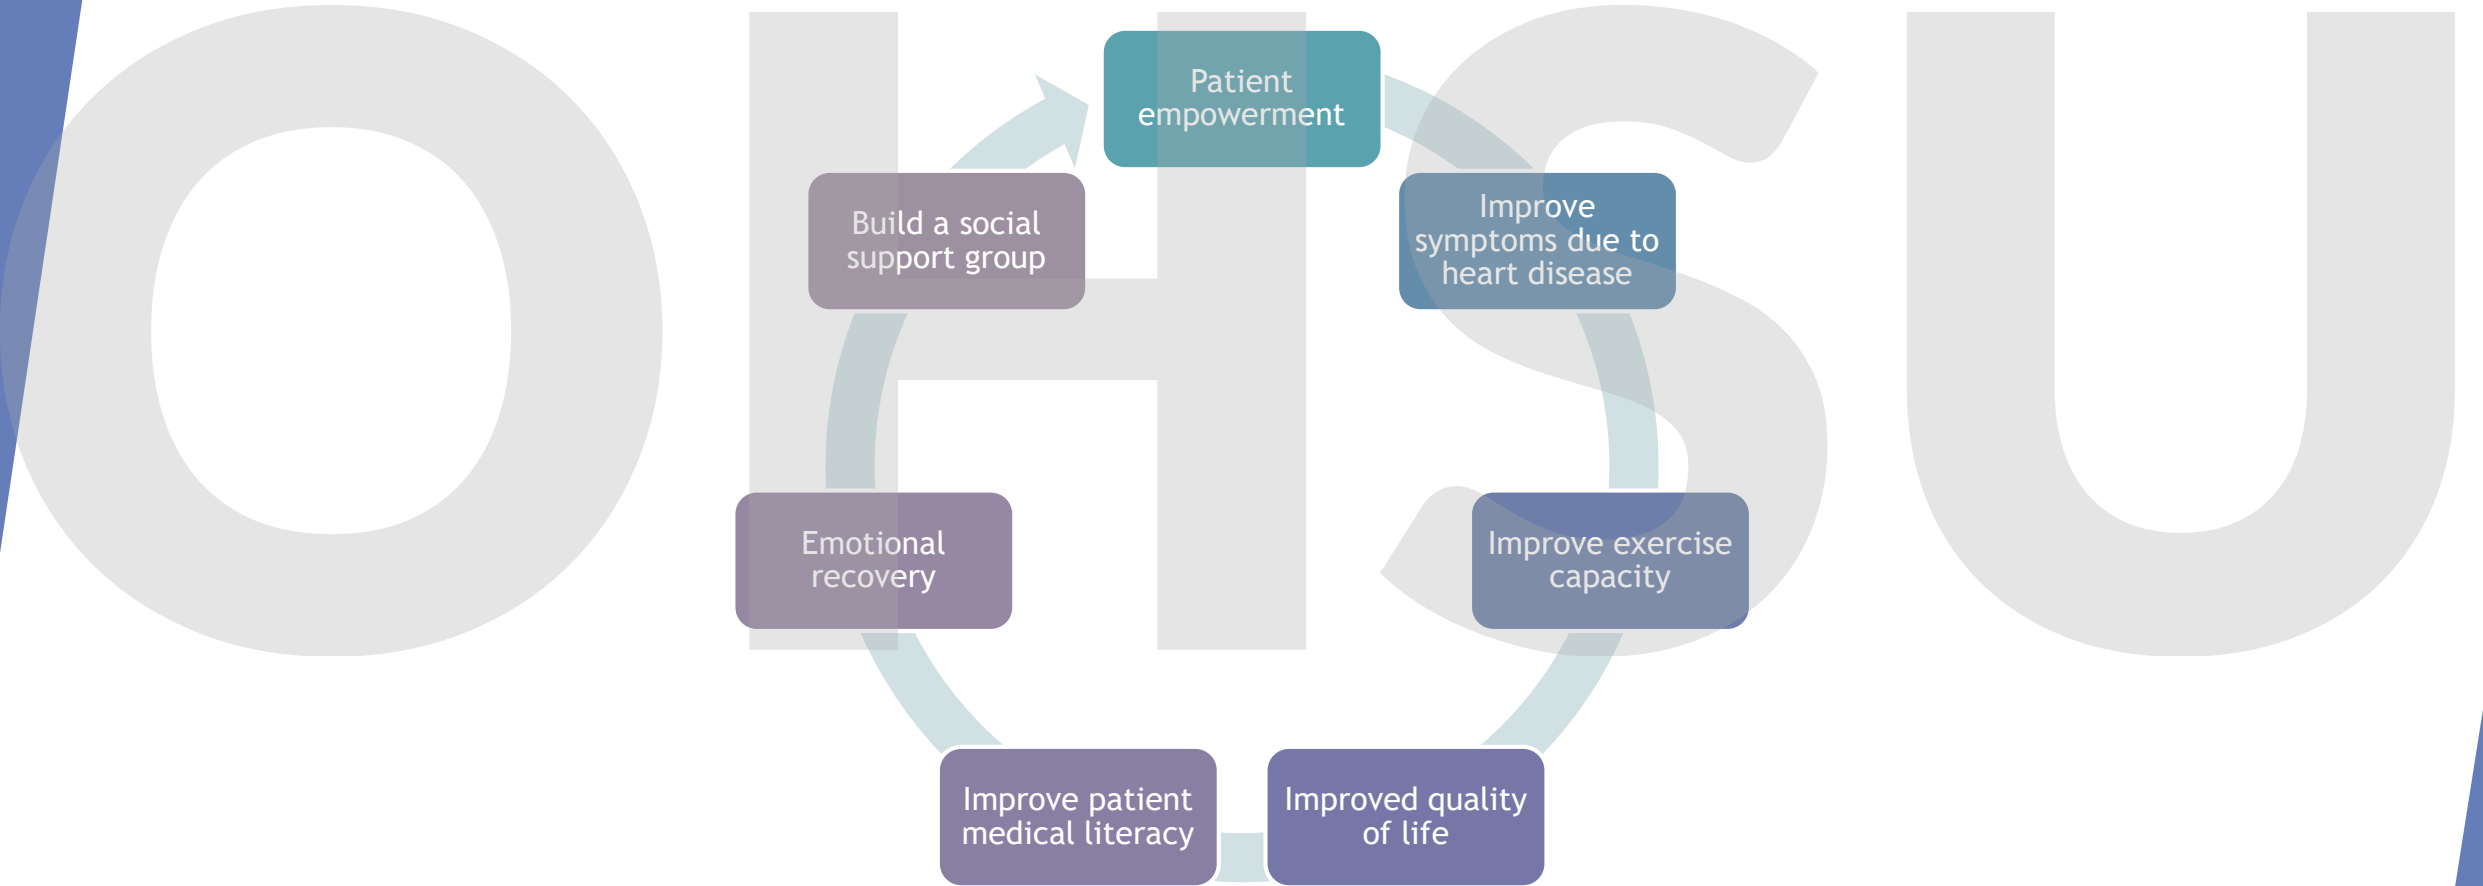 OHSU
Patient
empowerment
Improve
symptoms due to
heart disease
Improve exercise
capacity
Improved quality
of life
Improve patient
medical literacy
Emotional
recovery
Build a social
support group